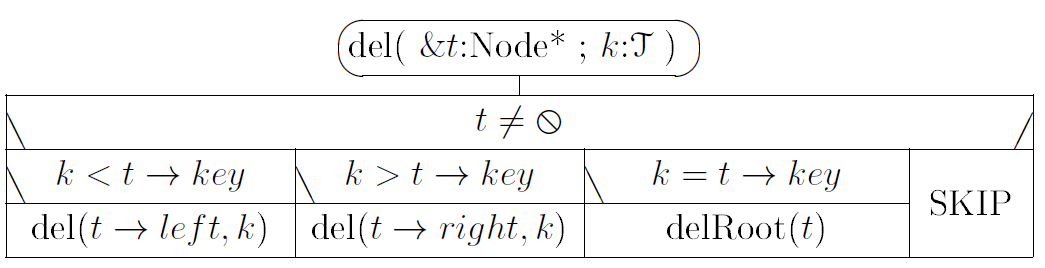 del( &t:Node* ; k:𝒯 )
t ≠ ⦸
k < t → key k > t → key k = t → key
SKIP
del(t → left, k) del(t → right, k) delRoot(t)